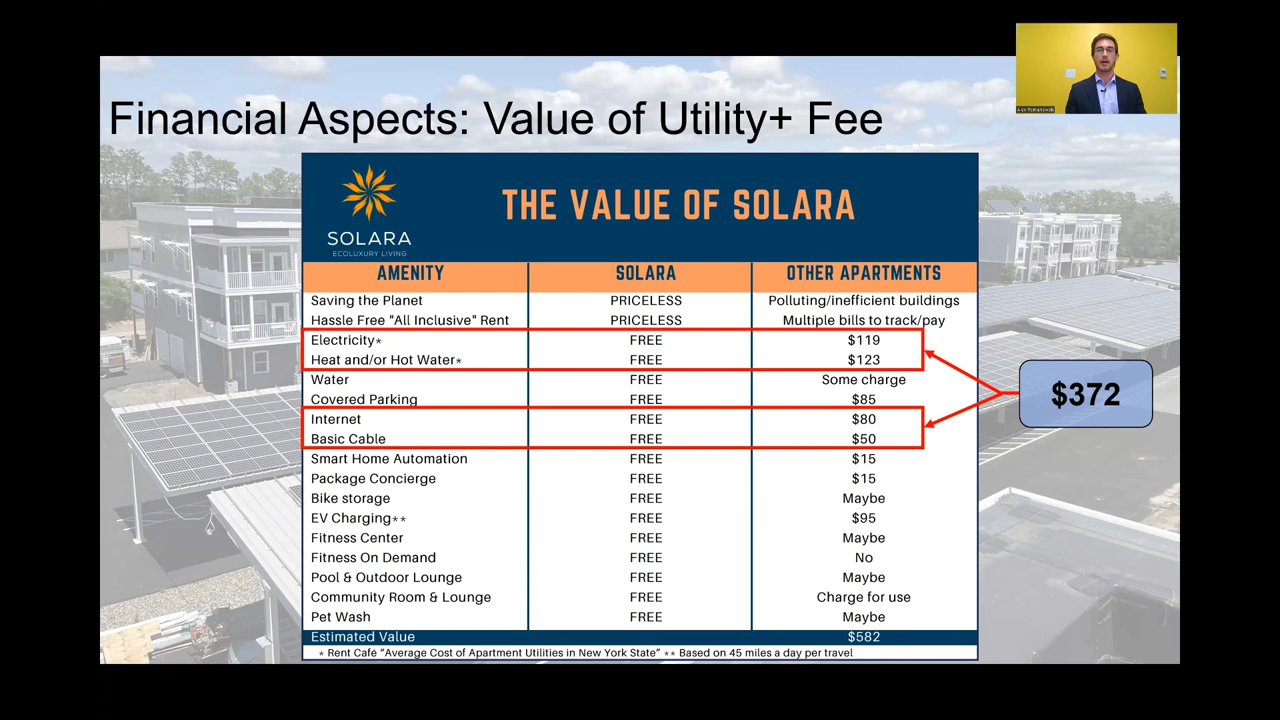 Financial Aspects: Value of Utility+ Fee
SOLARA
ECOLUXURY LIVING
THE VALUE OF SOLARA
AMENITY SOLARA OTHER APARTMENTS
Saving the Planet PRICELESS Polluting/inefficient buildings
Hassle Free "All Inclusive" Rent PRICELESS Multiple bills to track/pay
Electricity* FREE $119
Heat and/or Hot Water* FREE $123
Water FREE Some charge
Covered Parking FREE $85
Internet FREE $80
Basic Cable FREE $50
Smart Home Automation FREE $15
Package Concierge FREE $15
Bike storage FREE Maybe
EV Charging** FREE $95
Fitness Center FREE Maybe
Fitness On Demand FREE No
Pool & Outdoor Lounge FREE Maybe
Community Room & Lounge FREE Charge for use
Pet Wash FREE Maybe
Estimated Value $582
* Rent Café “Average Cost of Apartment Utilities in New York State” ** Based on 45 miles a day per travel
$372